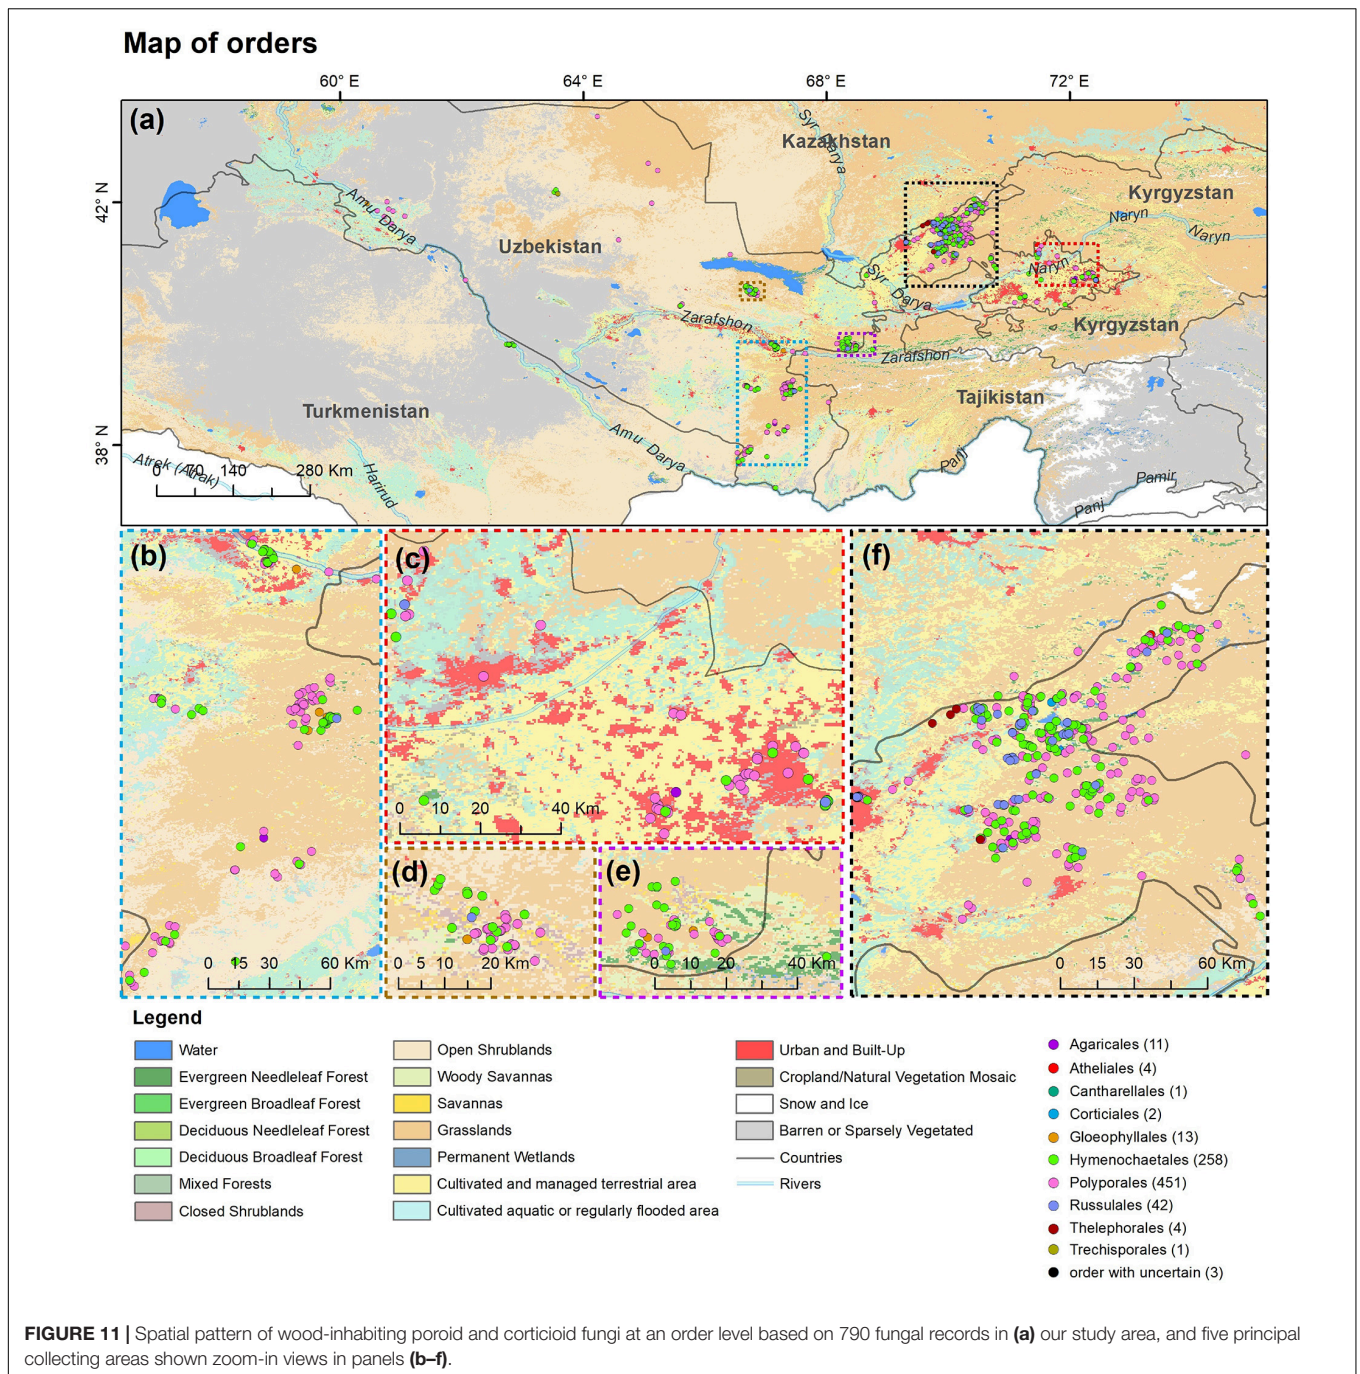 Map of orders
60° E
64° E
68° E
72° E
42° N
38° N
(a)
Kazakhstan
Syr Darya
Kyrgyzstan
Naryn
Naryn
Amu Darya
Uzbekistan
Naryn
Syr Darya
Zarafshon
Kyrgyzstan
Zarafshon
Tajikistan
Turkmenistan
Amu Darya
Panj
Atrek (Atrak)
Harirud
Pamir
Panj
0 70 140 280 Km
(b)
0 15 30 60 Km
(c)
0 10 20 40 Km
(d)
0 5 10 20 Km
(e)
0 10 20 40 Km
(f)
0 15 30 60 Km
Legend
Water
Evergreen Needleleaf Forest
Evergreen Broadleaf Forest
Deciduous Needleleaf Forest
Deciduous Broadleaf Forest
Mixed Forests
Closed Shrublands
Open Shrublands
Woody Savannas
Savannas
Grasslands
Permanent Wetlands
Cultivated and managed terrestrial area
Cultivated aquatic or regularly flooded area
Urban and Built-Up
Cropland/Natural Vegetation Mosaic
Snow and Ice
Barren or Sparsely Vegetated
Countries
Rivers
Agaricales (11)
Atheliales (4)
Cantharellales (1)
Corticiales (2)
Gloeophyllales (13)
Hymenochaetales (258)
Polyporales (451)
Russulales (42)
Thelephorales (4)
Trechisporales (1)
order with uncertain (3)
FIGURE 11 | Spatial pattern of wood-inhabiting poroid and corticioid fungi at an order level based on 790 fungal records in (a) our study area, and five principal
collecting areas shown zoom-in views in panels (b–f).